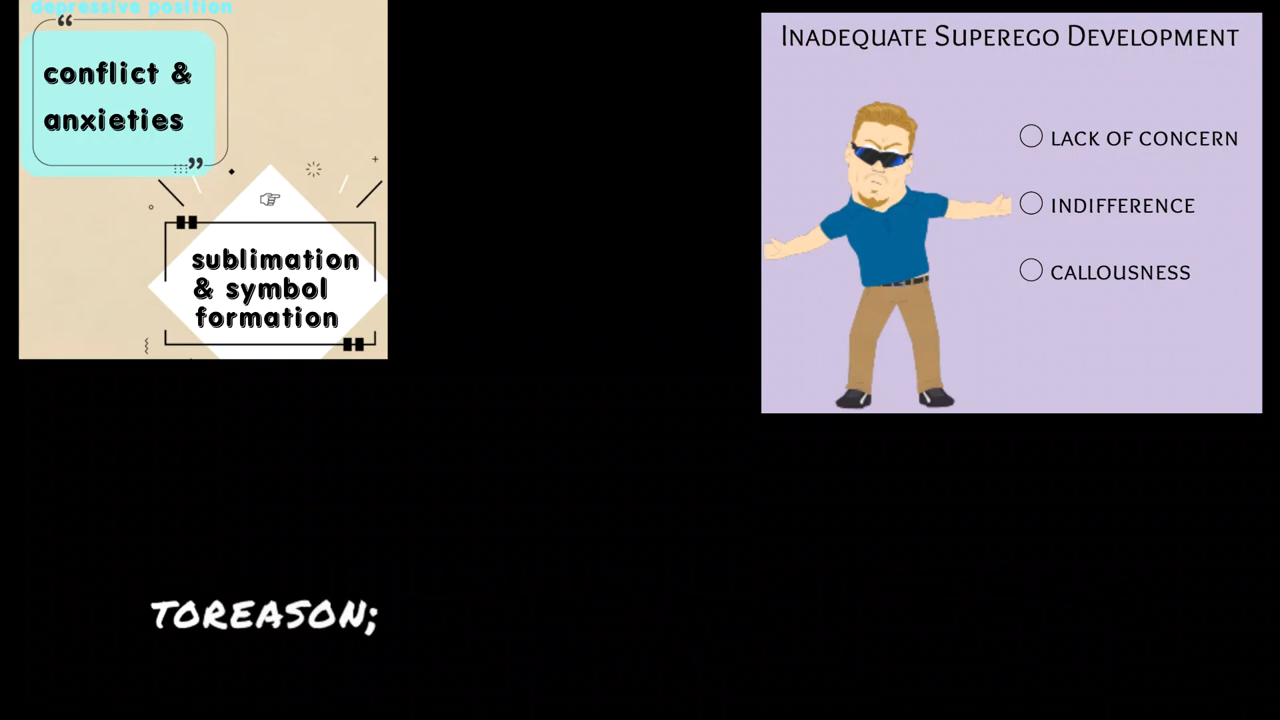 depressive position
conflict &
anxieties
sublimation
& symbol
formation
INADEQUATE SUPEREGO DEVELOPMENT
LACK OF CONCERN
INDIFFERENCE
CALLOUSNESS
TOREASON;